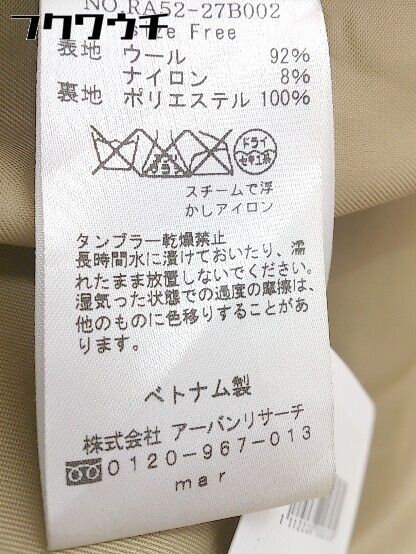 フクワウチ
NO.RA52-27B002
Size Free
表地 ウール 92%
ナイロン 8%
裏地 ポリエステル 100%
ドライ
セキユ系
スチームで浮
かしアイロン
タンブラー乾燥禁止
長時間水に漬けておいたり、濡
れたまま放置しないでください。
湿気った状態での過度の摩擦は、
他のものに色移りすることがあ
ります。
ベトナム製
株式会社 アーバンリサーチ
0120-967-013
mar